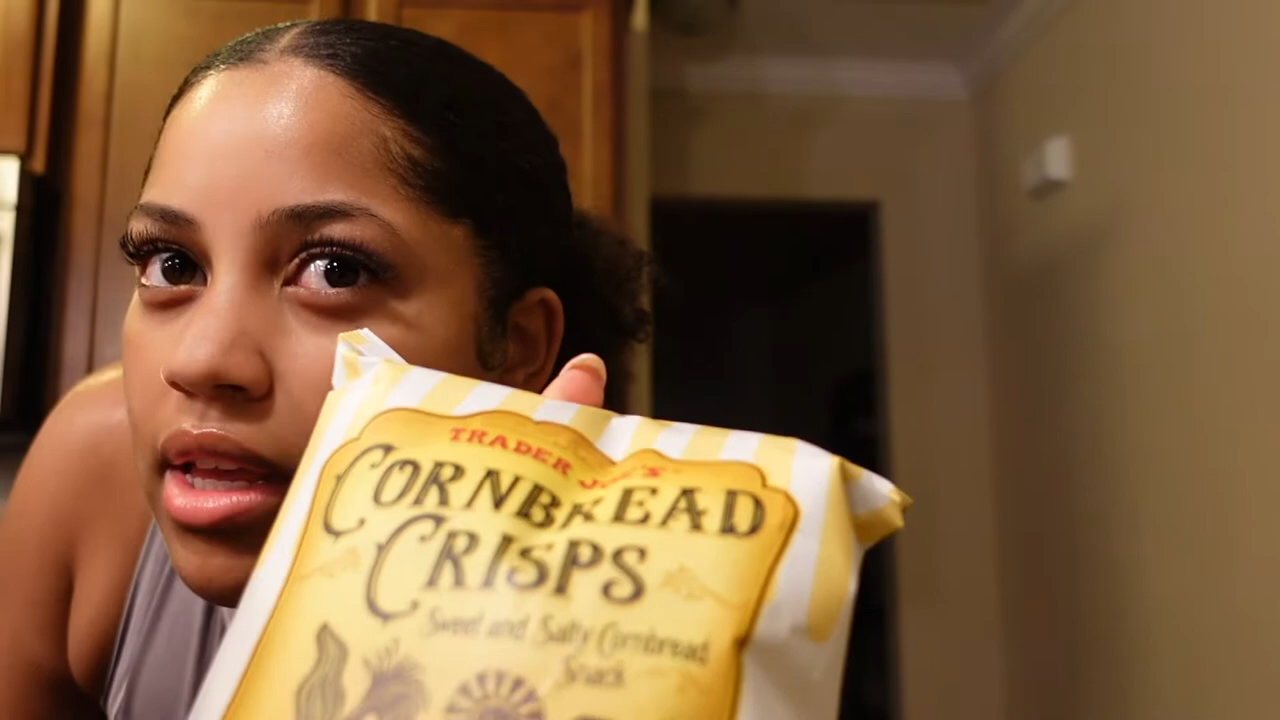 TRADER JOE'S
CORNBREAD
CRISPS
Sweet and Salty Cornbread
Snack